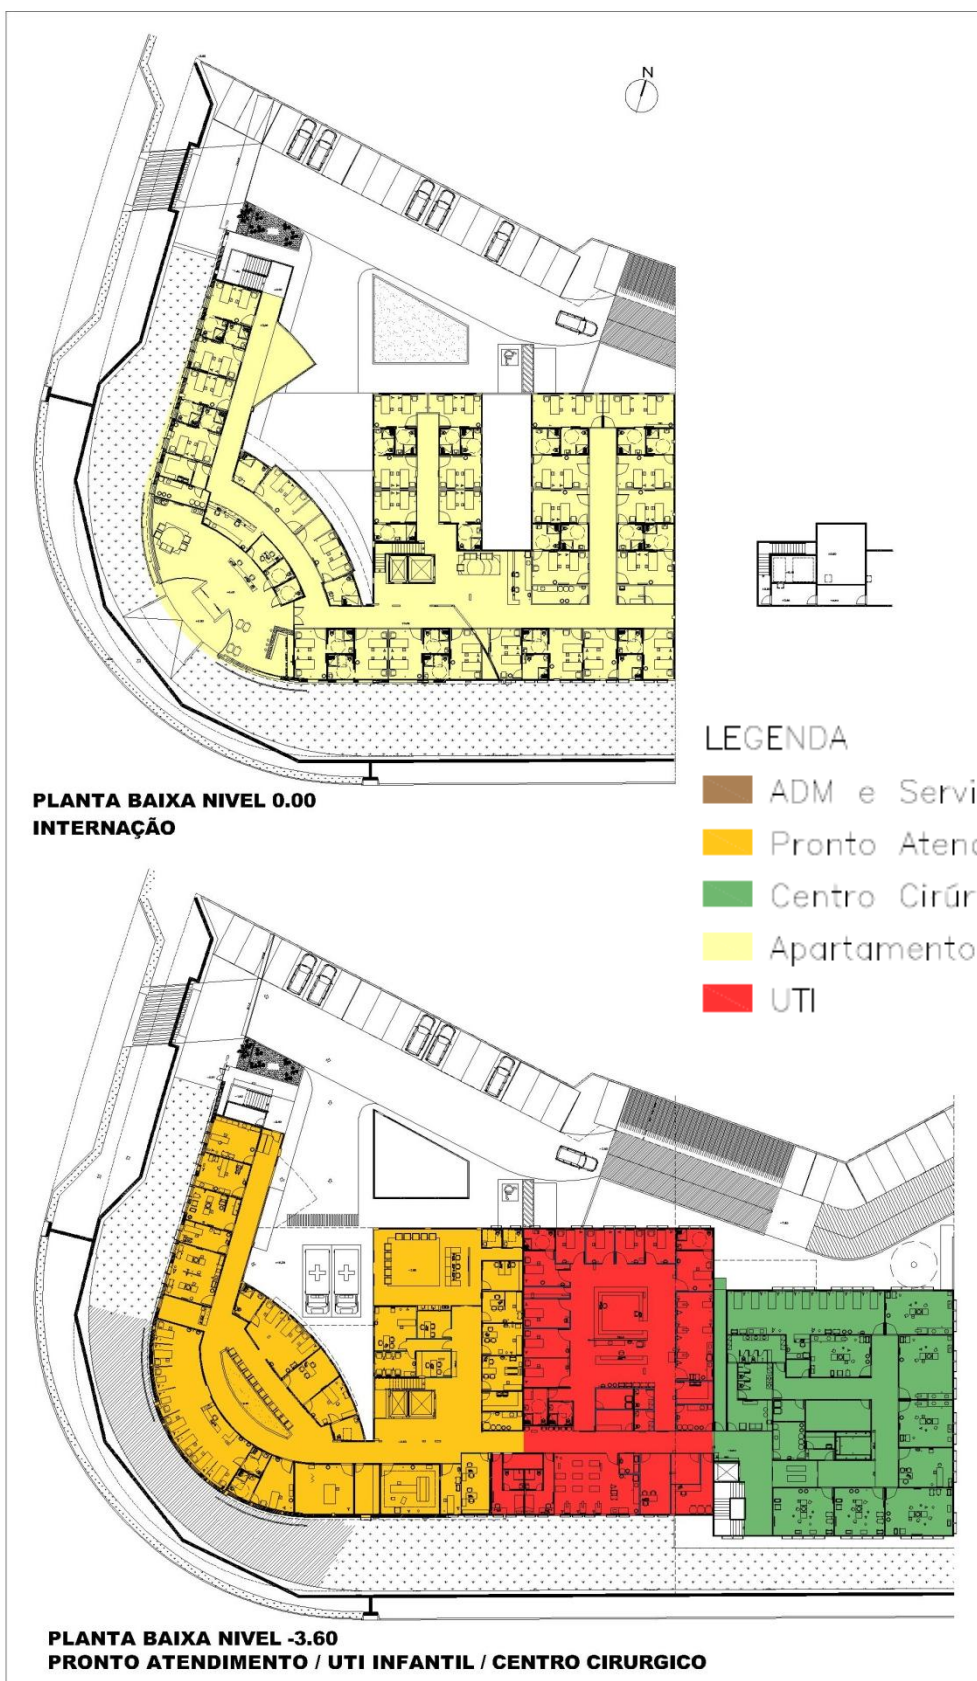 N
PLANTA BAIXA NIVEL 0.00
INTERNAÇÃO
LEGENDA
ADM e Servi
Pronto Atend
Centro Cirúr
Apartamento
UTI
PLANTA BAIXA NIVEL -3.60
PRONTO ATENDIMENTO / UTI INFANTIL / CENTRO CIRURGICO